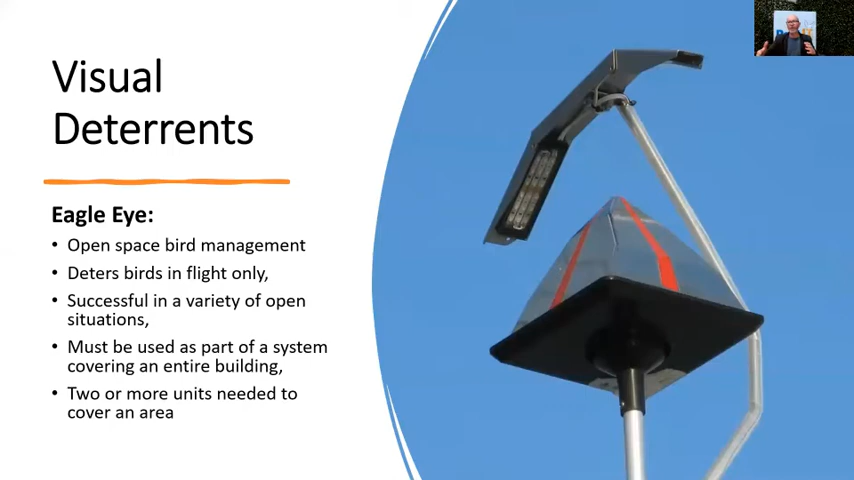 Visual
Deterrents
Eagle Eye:
• Open space bird management
• Deters birds in flight only,
• Successful in a variety of open
situations,
• Must be used as part of a system
covering an entire building,
• Two or more units needed to
cover an area